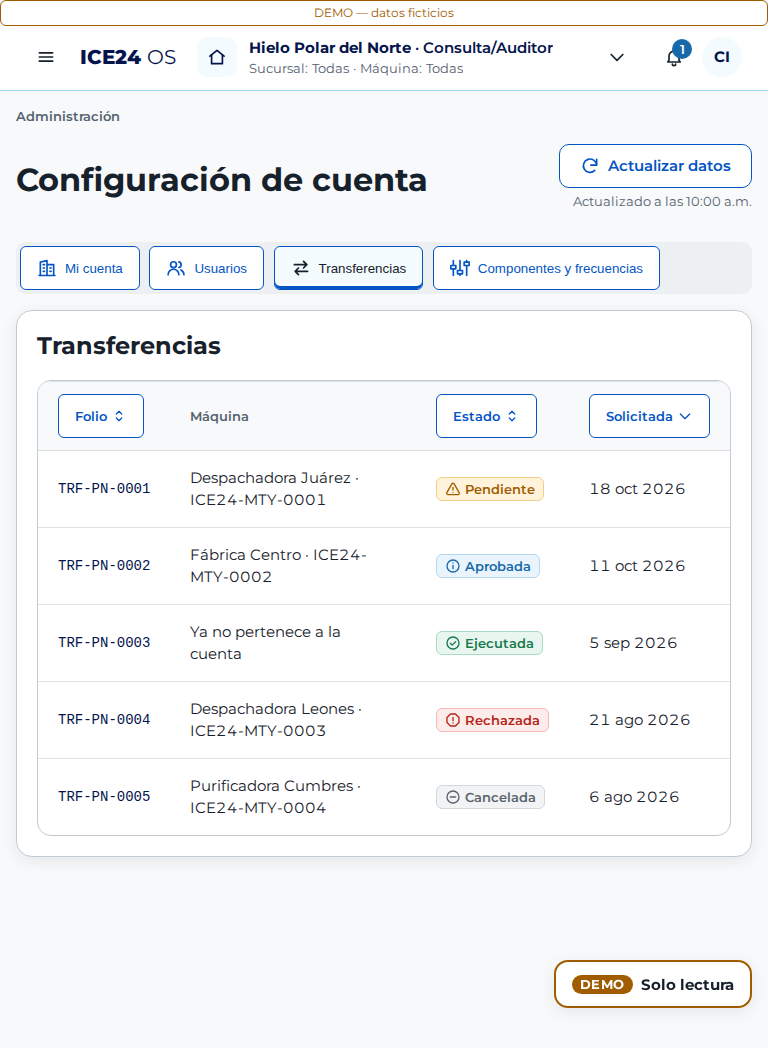 DEMO — datos ficticios
ICE24 OS
Hielo Polar del Norte · Consulta/Auditor
Sucursal: Todas · Máquina: Todas
1
CI
Administración
Configuración de cuenta
Actualizar datos
Actualizado a las 10:00 a.m.
Mi cuenta
Usuarios
Transferencias
Componentes y frecuencias
Transferencias
Folio
Máquina
Estado
Solicitada
TRF-PN-0001
Despachadora Juárez ·
ICE24-MTY-0001
Pendiente
18 oct 2026
TRF-PN-0002
Fábrica Centro · ICE24-
MTY-0002
Aprobada
11 oct 2026
TRF-PN-0003
Ya no pertenece a la
cuenta
Ejecutada
5 sep 2026
TRF-PN-0004
Despachadora Leones ·
ICE24-MTY-0003
Rechazada
21 ago 2026
TRF-PN-0005
Purificadora Cumbres ·
ICE24-MTY-0004
Cancelada
6 ago 2026
DEMO Solo lectura